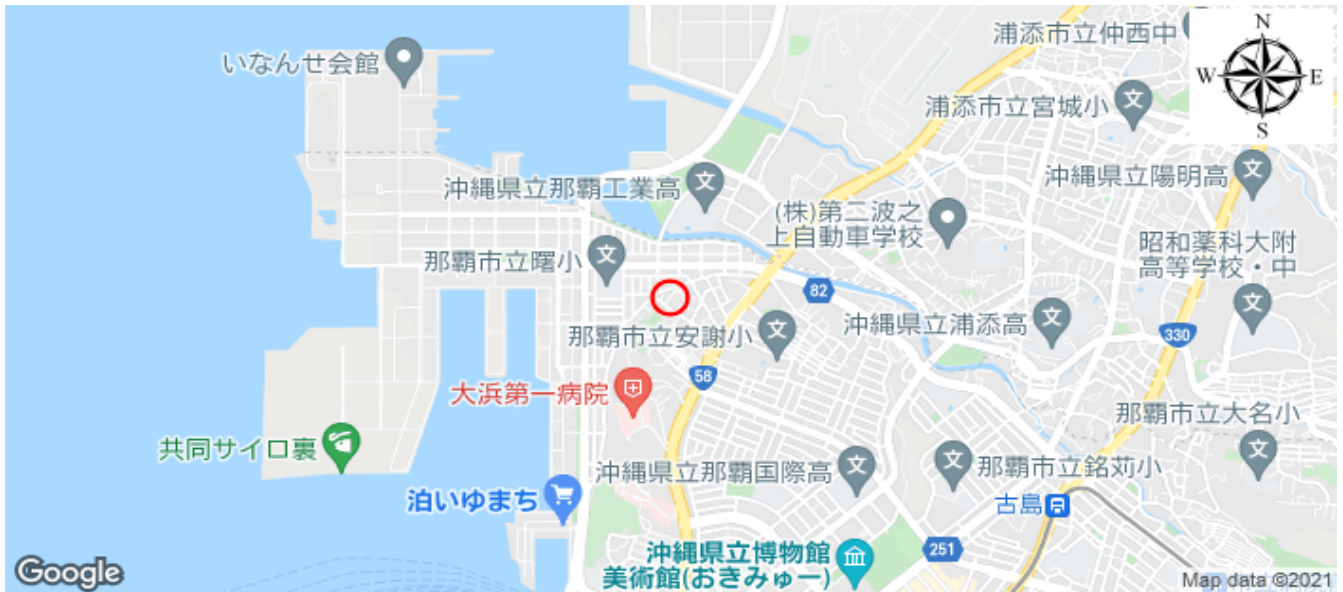 浦添市立仲西中
N
W
E
S
いなんせ会館
浦添市立宮城小
沖縄県立那覇工業高
沖縄県立陽明高
(株)第二波之
上自動車学校
昭和薬科大附
高等学校・中
那覇市立曙小
82
那覇市立安謝小
沖縄県立浦添高
330
58
大浜第一病院
那覇市立大名小
共同サイロ裏
沖縄県立那覇国際高
那覇市立銘苅小
泊いゆまち
古島
251
沖縄県立博物館
美術館(おきみゅー)
Google
Map data ©2021